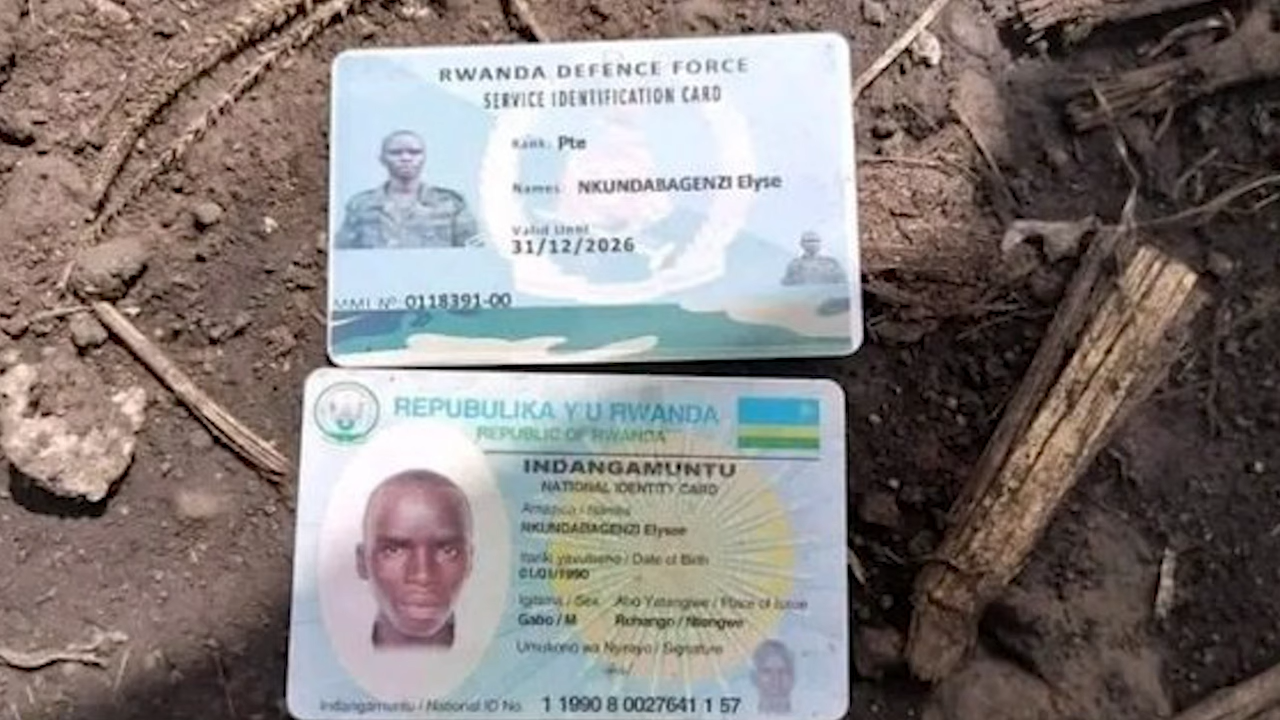 RWANDA DEFENCE FORCE
SERVICE IDENTIFICATION CARD
Rank: Pte
Names: NKUNDABAGENZI Elyse
Valid Until
31/12/2026
Nº 0118391-00
REPUBULIKA Y'U RWANDA
REPUBLIC OF RWANDA
INDANGAMUNTU
NATIONAL IDENTITY CARD
Amazina / Names
NKUNDABAGENZI Elysee
Itariki yavutseho / Date of Birth
01/01/1990
Igitsina / Sex Aho Yatangiwe / Place of Issue
Gabo / M Ruhango / Ntongwe
Umukono wa Nyirayo / Signature
Indangamuntu / National ID No. 1 1990 8 0027641 1 57